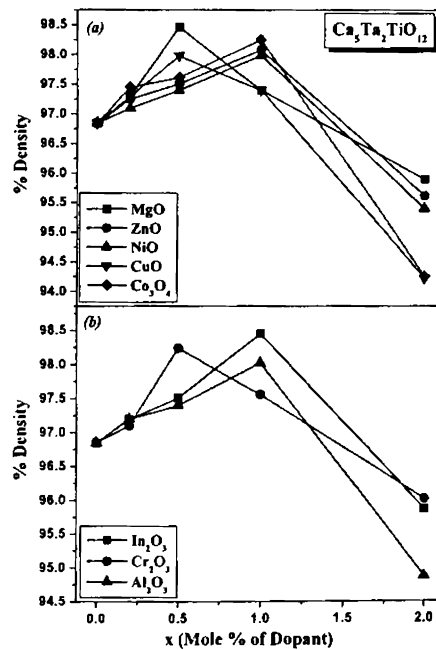 (a)
Ca5Ta2TiO12
98.5
98.0
97.5
97.0
96.5
96.0
95.5
95.0
94.5
94.0
% Density
MgO
ZnO
NiO
CuO
Co3O4
(b)
98.5
98.0
97.5
97.0
96.5
96.0
95.5
95.0
94.5
% Density
In2O3
Cr2O3
Al2O3
0.0 0.5 1.0 1.5 2.0
x (Mole % of Dopant)